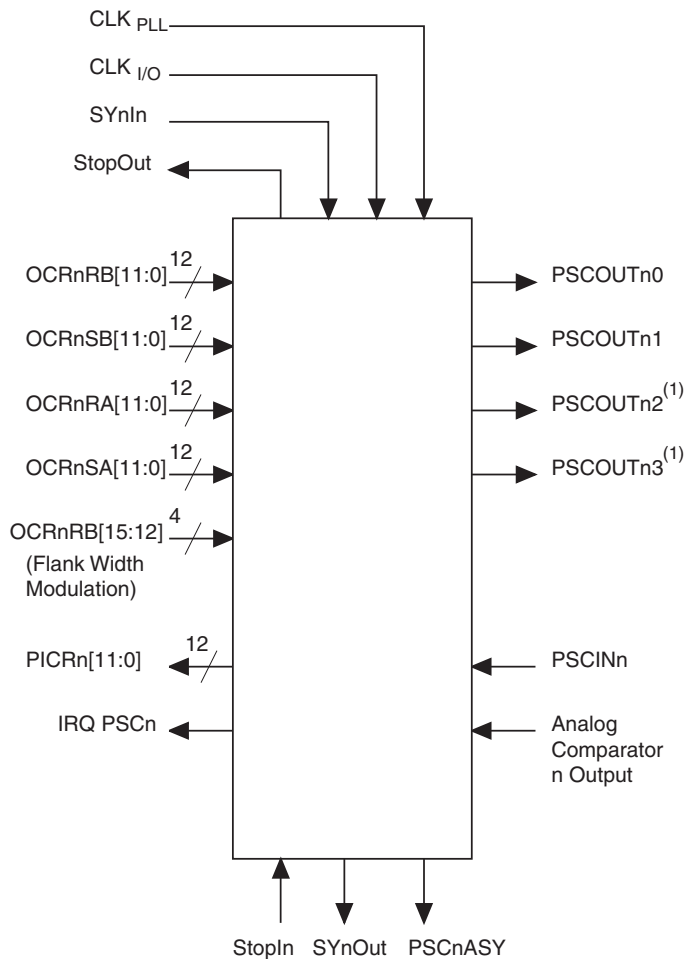 CLK PLL
CLK I/O
SYnIn
StopOut
12
OCRnRB[11:0]
PSCOUTn0
12
OCRnSB[11:0]
PSCOUTn1
12
OCRnRA[11:0]
PSCOUTn2(1)
12
OCRnSA[11:0]
PSCOUTn3(1)
4
OCRnRB[15:12]
(Flank Width
Modulation)
12
PICRn[11:0]
PSCINn
IRQ PSCn
Analog
Comparator
n Output
StopIn SYnOut PSCnASY